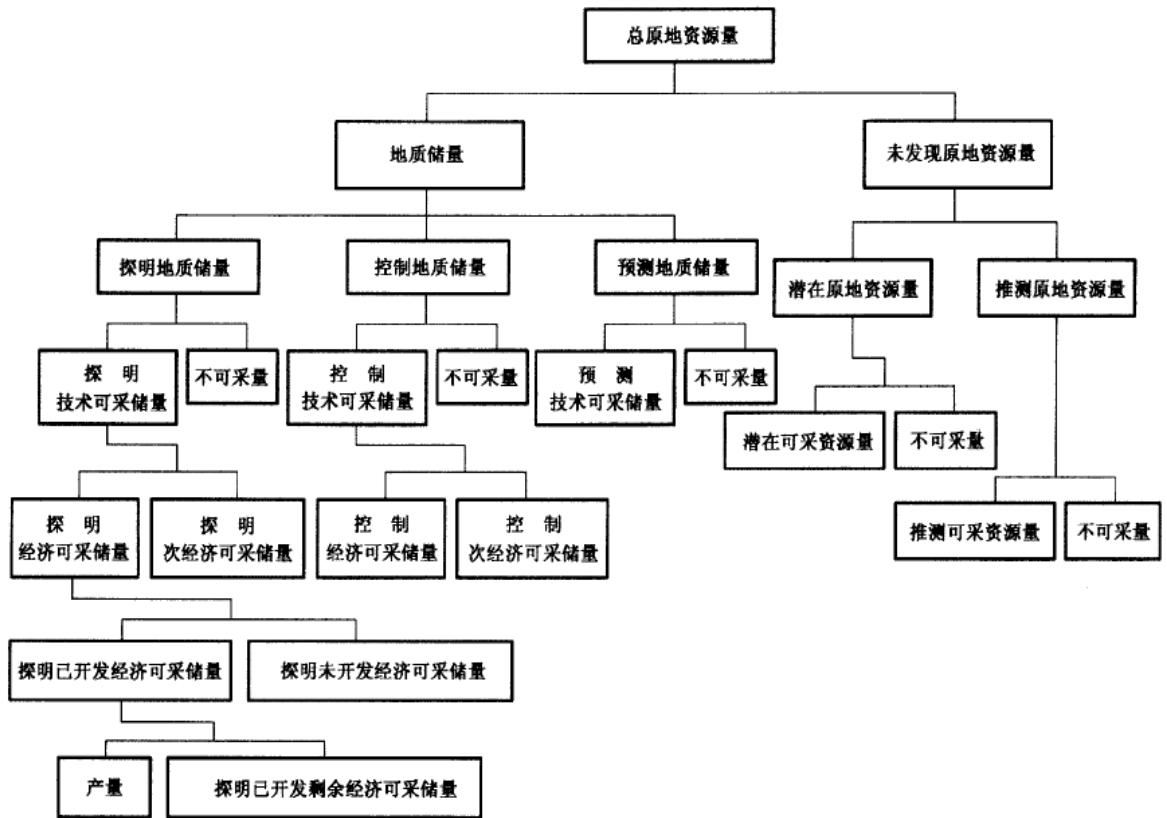 总原地资源量
地质储量
未发现原地资源量
探明地质储量
控制地质储量
预测地质储量
潜在原地资源量
推测原地资源量
探 明
技术可采储量
不可采量
控 制
技术可采储量
不可采量
预 测
技术可采储量
不可采量
潜在可采资源量
不可采量
探 明
经济可采储量
探 明
次经济可采储量
控 制
经济可采储量
控 制
次经济可采储量
推测可采资源量
不可采量
探明已开发经济可采储量
探明未开发经济可采储量
产量
探明已开发剩余经济可采储量